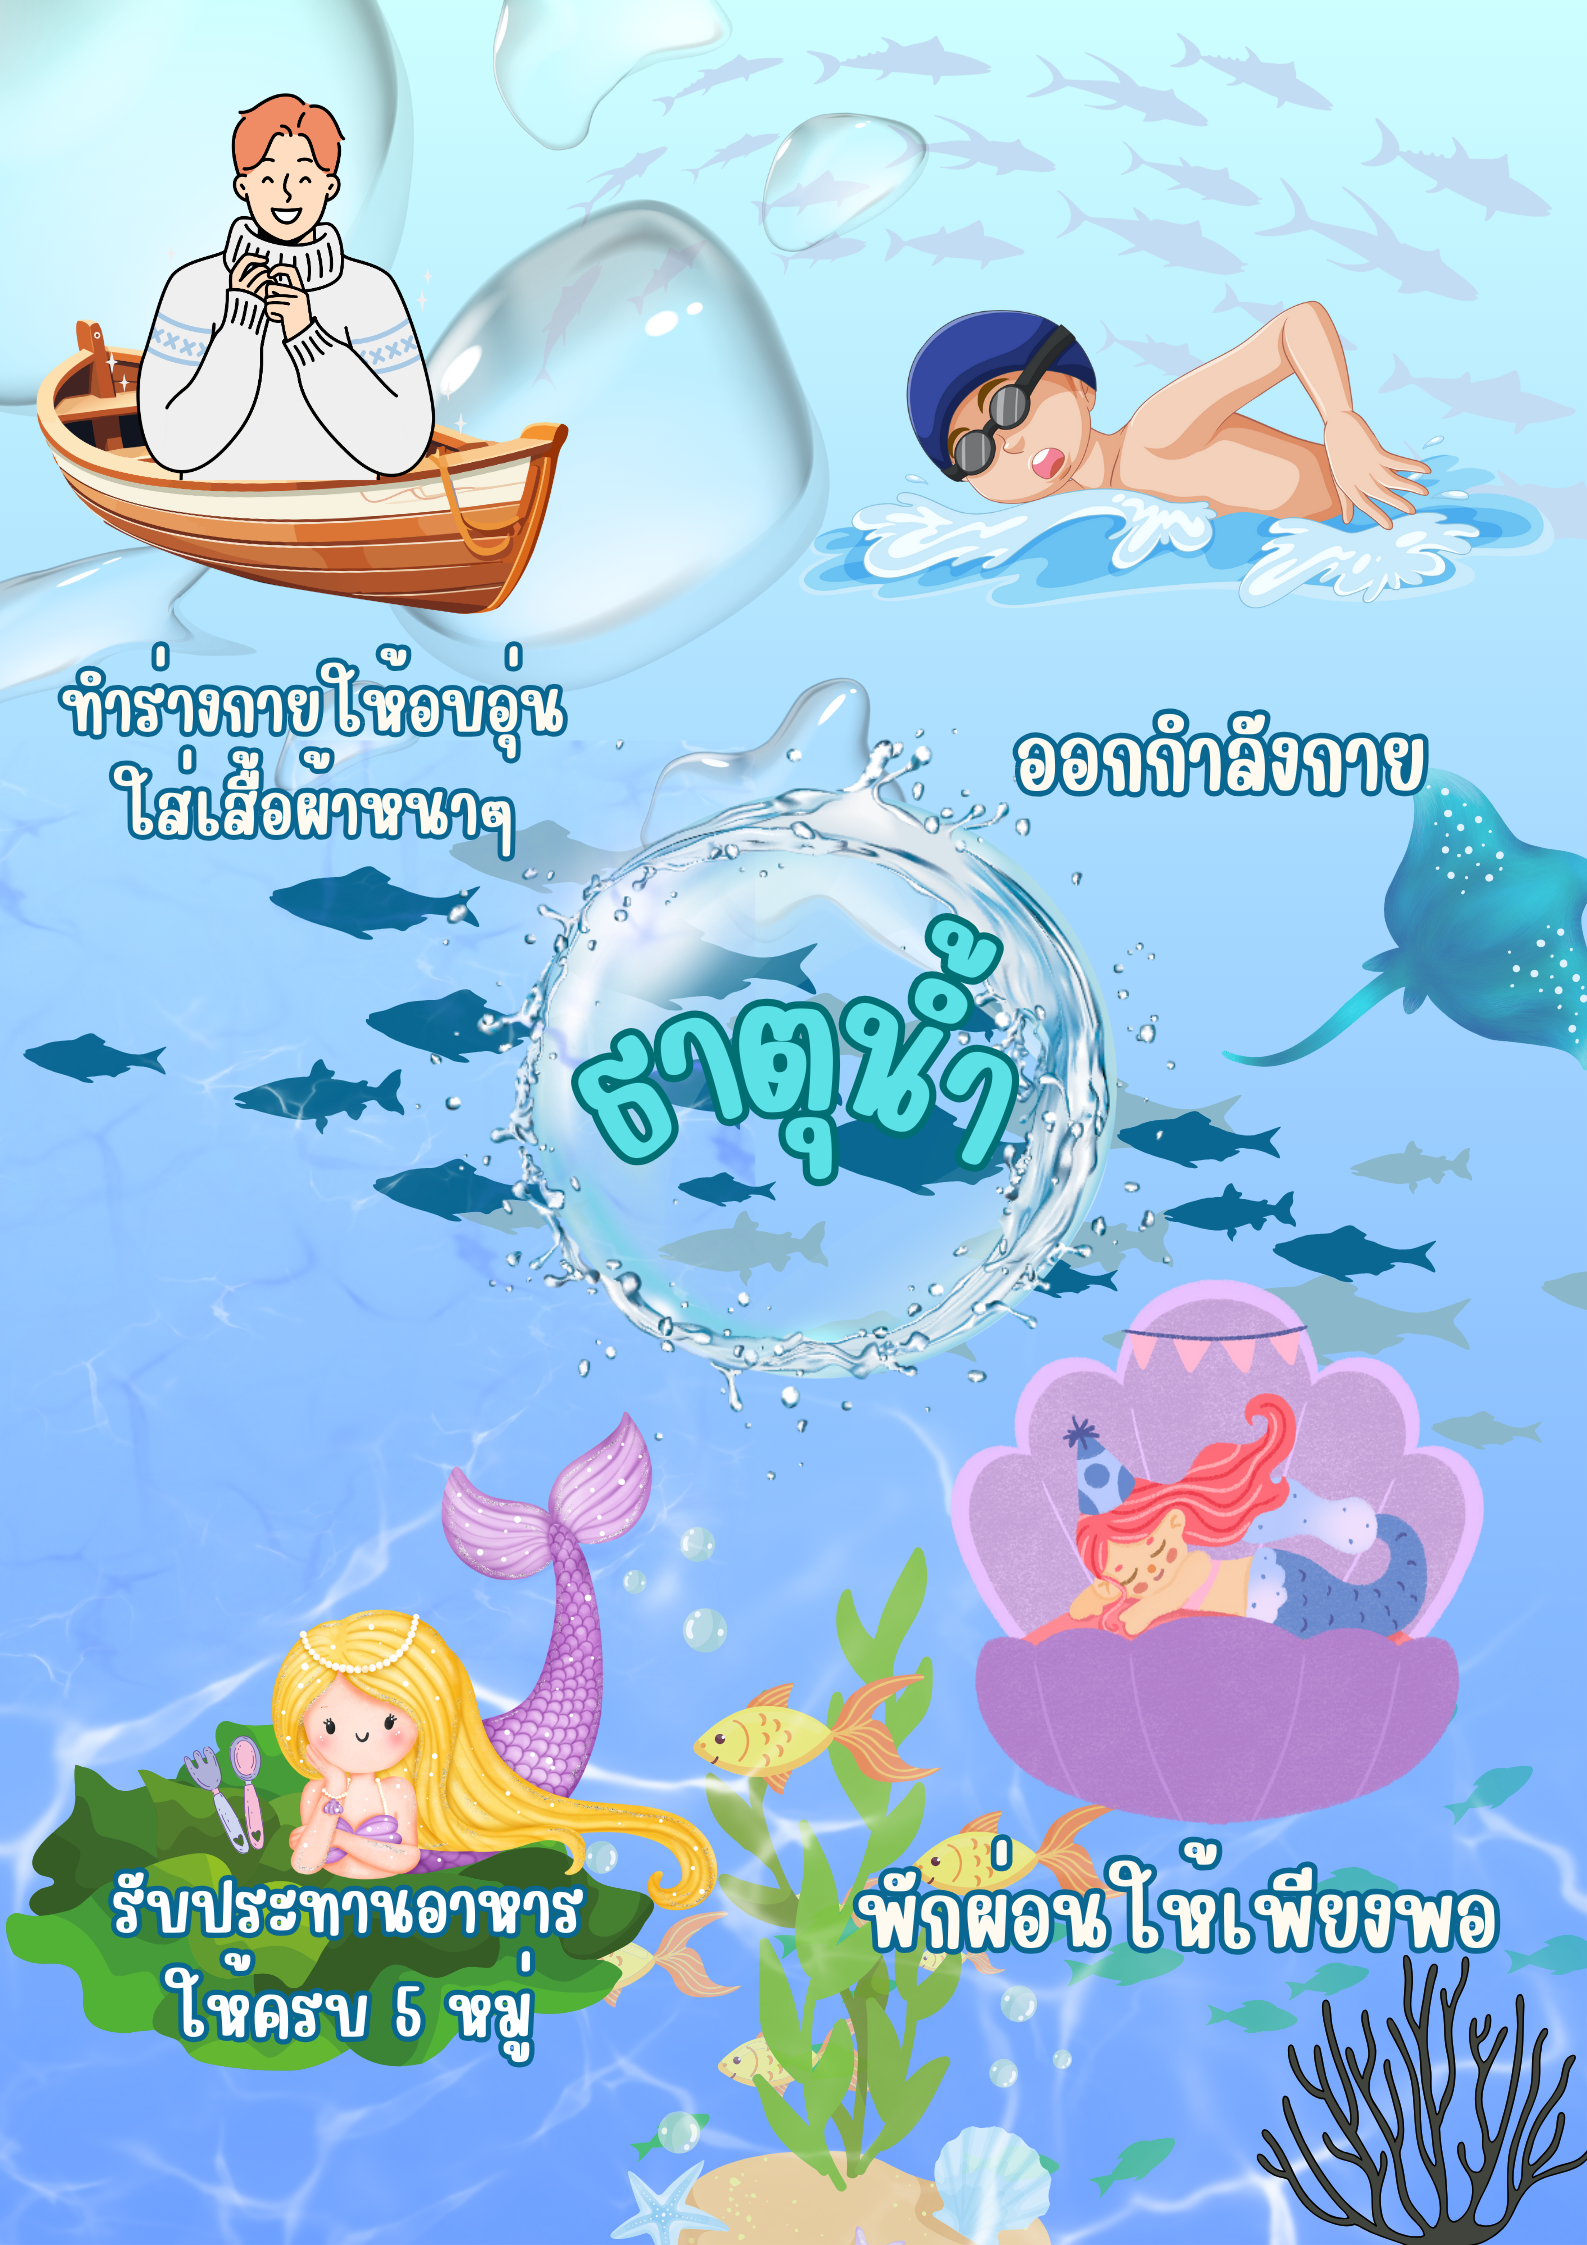 ทำร่างกายให้อบอุ่น
ใส่เสื้อผ้าหนาๆ
ออกกำลังกาย
ธาตุน้ำ
รับประทานอาหาร
ให้ครบ 5 หมู่
พักผ่อนให้เพียงพอ